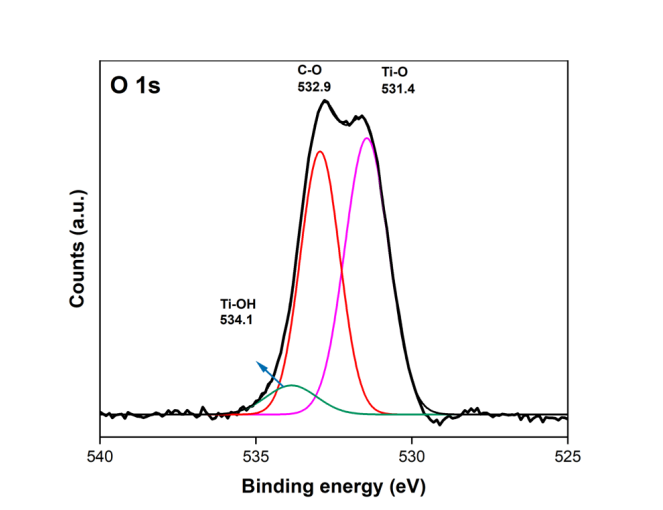 O 1s
C-O
532.9
Ti-O
531.4
Ti-OH
534.1
Counts (a.u.)
540
535
530
525
Binding energy (eV)